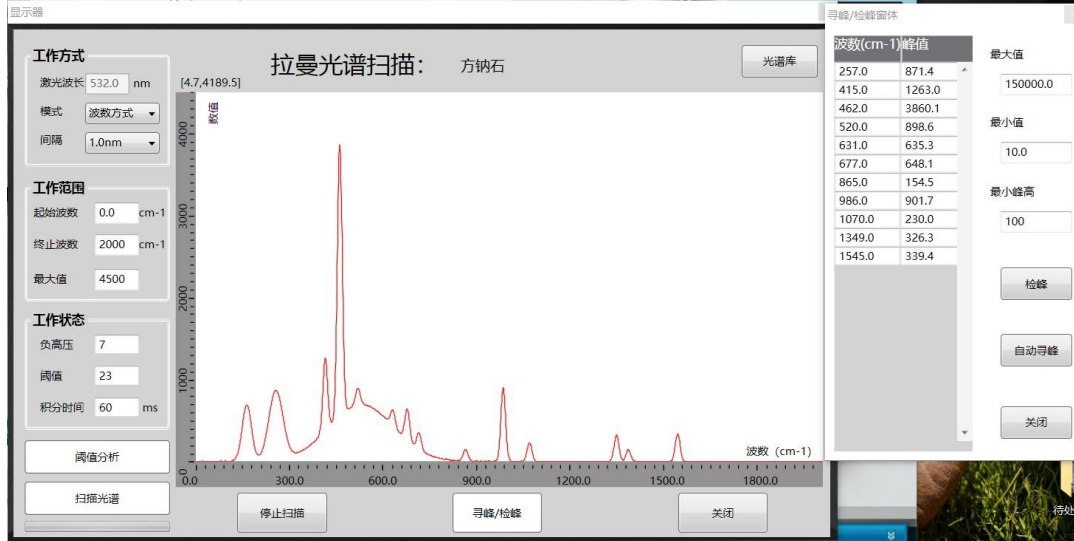 显示器
寻峰/检峰窗体
工作方式
激光波长 532.0 nm
模式 波数方式
间隔 1.0nm
工作范围
起始波数 0.0 cm-1
终止波数 2000 cm-1
最大值 4500
工作状态
负高压 7
阈值 23
积分时间 60 ms
阈值分析
扫描光谱
拉曼光谱扫描： 方钠石
光谱库
[4.7,4189.5]
数值
4000
3000
2000
1000
0
0.0 300.0 600.0 900.0 1200.0 1500.0 1800.0
波数（cm-1）
停止扫描 寻峰/检峰 关闭
波数(cm-1) 峰值
257.0 871.4
415.0 1263.0
462.0 3860.1
520.0 898.6
631.0 635.3
677.0 648.1
865.0 154.5
986.0 901.7
1070.0 230.0
1349.0 326.3
1545.0 339.4
最大值
150000.0
最小值
10.0
最小峰高
100
检峰
自动寻峰
关闭
待处